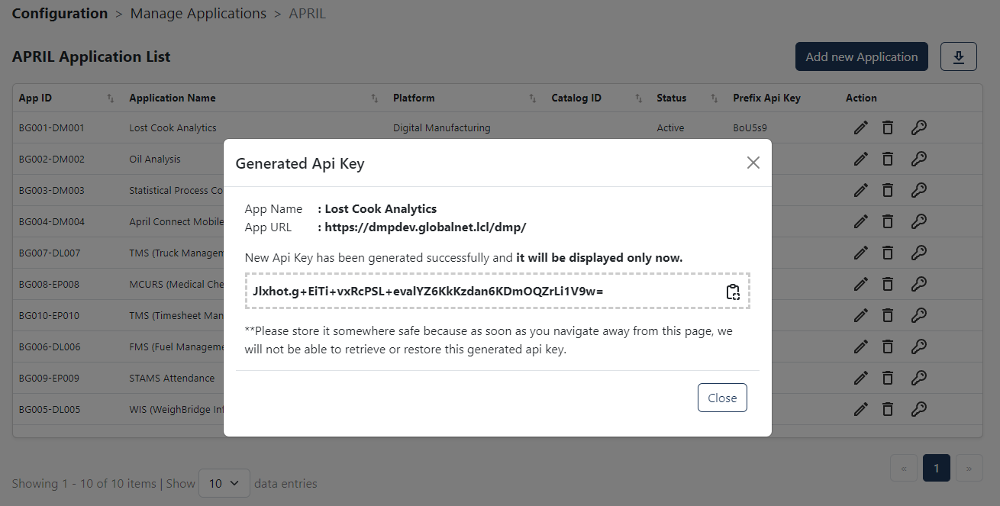 Configuration > Manage Applications > APRIL
APRIL Application List
Add new Application
App ID Application Name Platform Catalog ID Status Prefix Api Key Action
BG001-DM001 Lost Cook Analytics Digital Manufacturing Active BoU5s9
BG002-DM002 Oil Analysis
BG003-DM003 Statistical Process Co
BG004-DM004 April Connect Mobile
BG007-DL007 TMS (Truck Managem
BG008-EP008 MCURS (Medical Che
BG010-EP010 TMS (Timesheet Man
BG006-DL006 FMS (Fuel Manageme
BG009-EP009 STAMS Attendance
BG005-DL005 WIS (WeighBridge Int
Generated Api Key
App Name : Lost Cook Analytics
App URL : https://dmpdev.globalnet.lcl/dmp/
New Api Key has been generated successfully and it will be displayed only now.
Jlxhot.g+EiTi+vxRcPSL+evalYZ6KkKzdan6KDmOQZrLi1V9w=
**Please store it somewhere safe because as soon as you navigate away from this page, we
will not be able to retrieve or restore this generated api key.
Close
« 1 »
Showing 1 - 10 of 10 items | Show 10 data entries